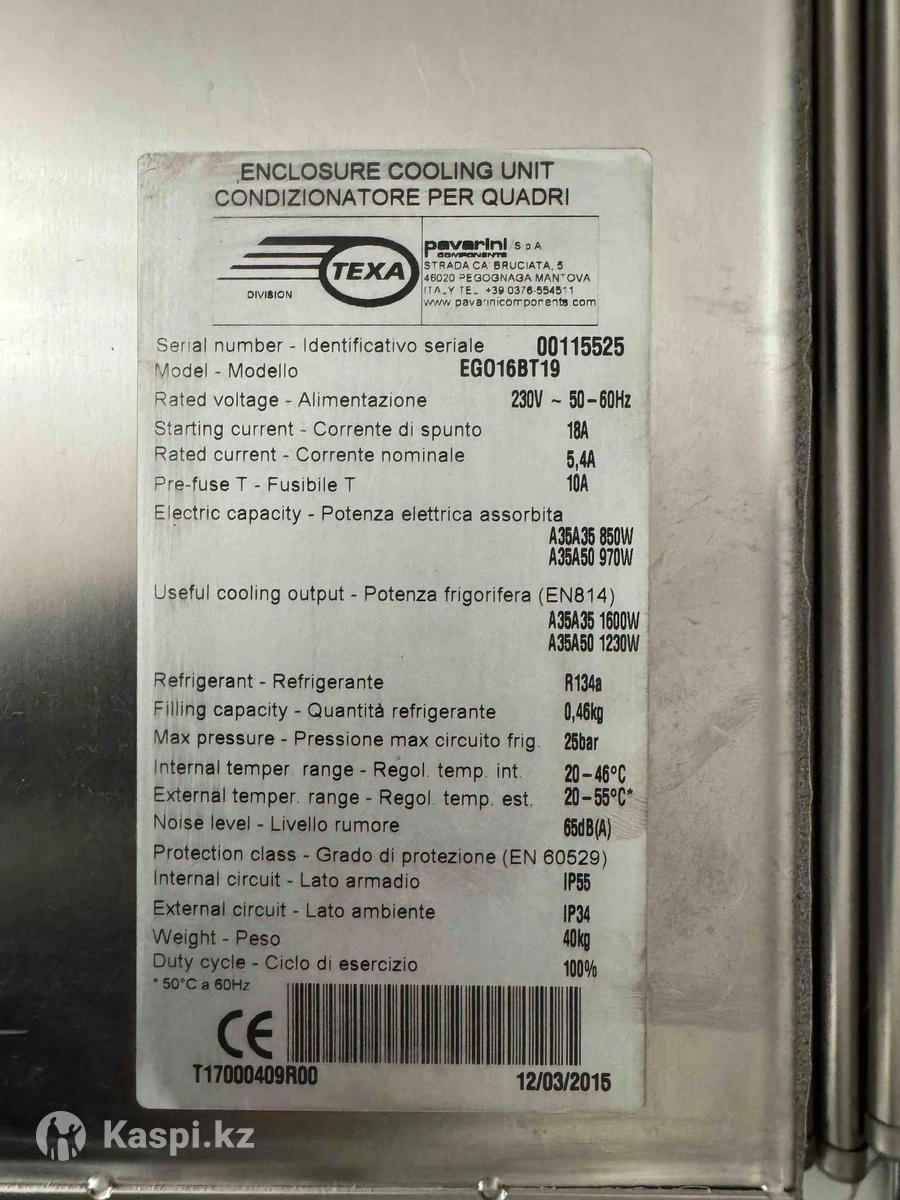 ENCLOSURE COOLING UNIT
CONDIZIONATORE PER QUADRI
TEXA
DIVISION
pavarini S.p.A
COMPONENTS
STRADA CA' BRUCIATA, 5
46020 PEGOGNAGA MANTOVA
ITALY TEL. +39 0376-554511
www.pavarinicomponents.com
Serial number - Identificativo seriale 00115525
Model - Modello EGO16BT19
Rated voltage - Alimentazione 230V ~ 50-60Hz
Starting current - Corrente di spunto 18A
Rated current - Corrente nominale 5,4A
Pre-fuse T - Fusibile T 10A
Electric capacity - Potenza elettrica assorbita
A35A35 850W
A35A50 970W
Useful cooling output - Potenza frigorifera (EN814)
A35A35 1600W
A35A50 1230W
Refrigerant - Refrigerante R134a
Filling capacity - Quantità refrigerante 0,46kg
Max pressure - Pressione max circuito frig. 25bar
Internal temper. range - Regol. temp. int. 20-46°C
External temper. range - Regol. temp. est. 20-55°C*
Noise level - Livello rumore 65dB(A)
Protection class - Grado di protezione (EN 60529)
Internal circuit - Lato armadio IP55
External circuit - Lato ambiente IP34
Weight - Peso 40kg
Duty cycle - Ciclo di esercizio 100%
* 50°C a 60Hz
CE
T17000409R00 12/03/2015
Kaspi.kz